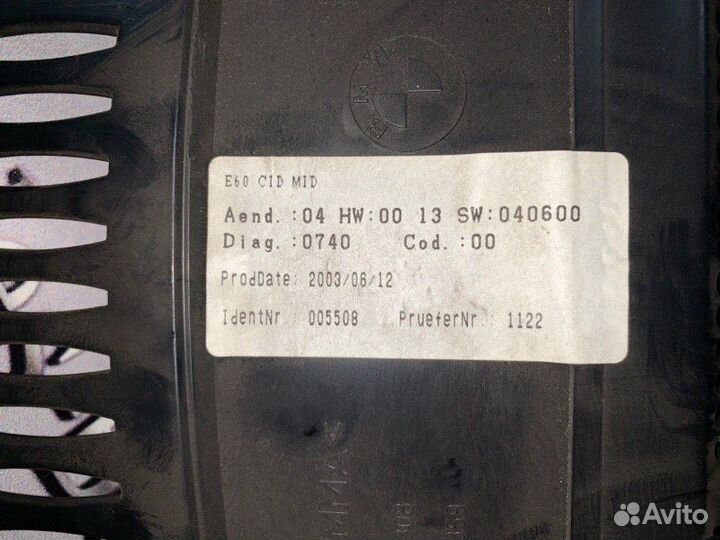 BMW
E60 CID MID
Aend.:04 HW:00 13 SW:040600
Diag.:0740 Cod.:00
ProdDate: 2003/06/12
IdentNr.: 005508 PrueferNr.: 1122
Avito